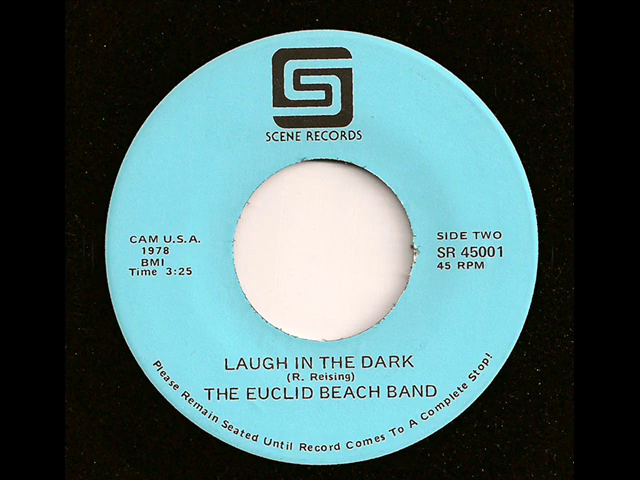 SCENE RECORDS
CAM U.S.A.
1978
BMI
Time 3:25
SIDE TWO
SR 45001
45 RPM
LAUGH IN THE DARK
(R. Reising)
THE EUCLID BEACH BAND
Please Remain Seated Until Record Comes To A Complete Stop!